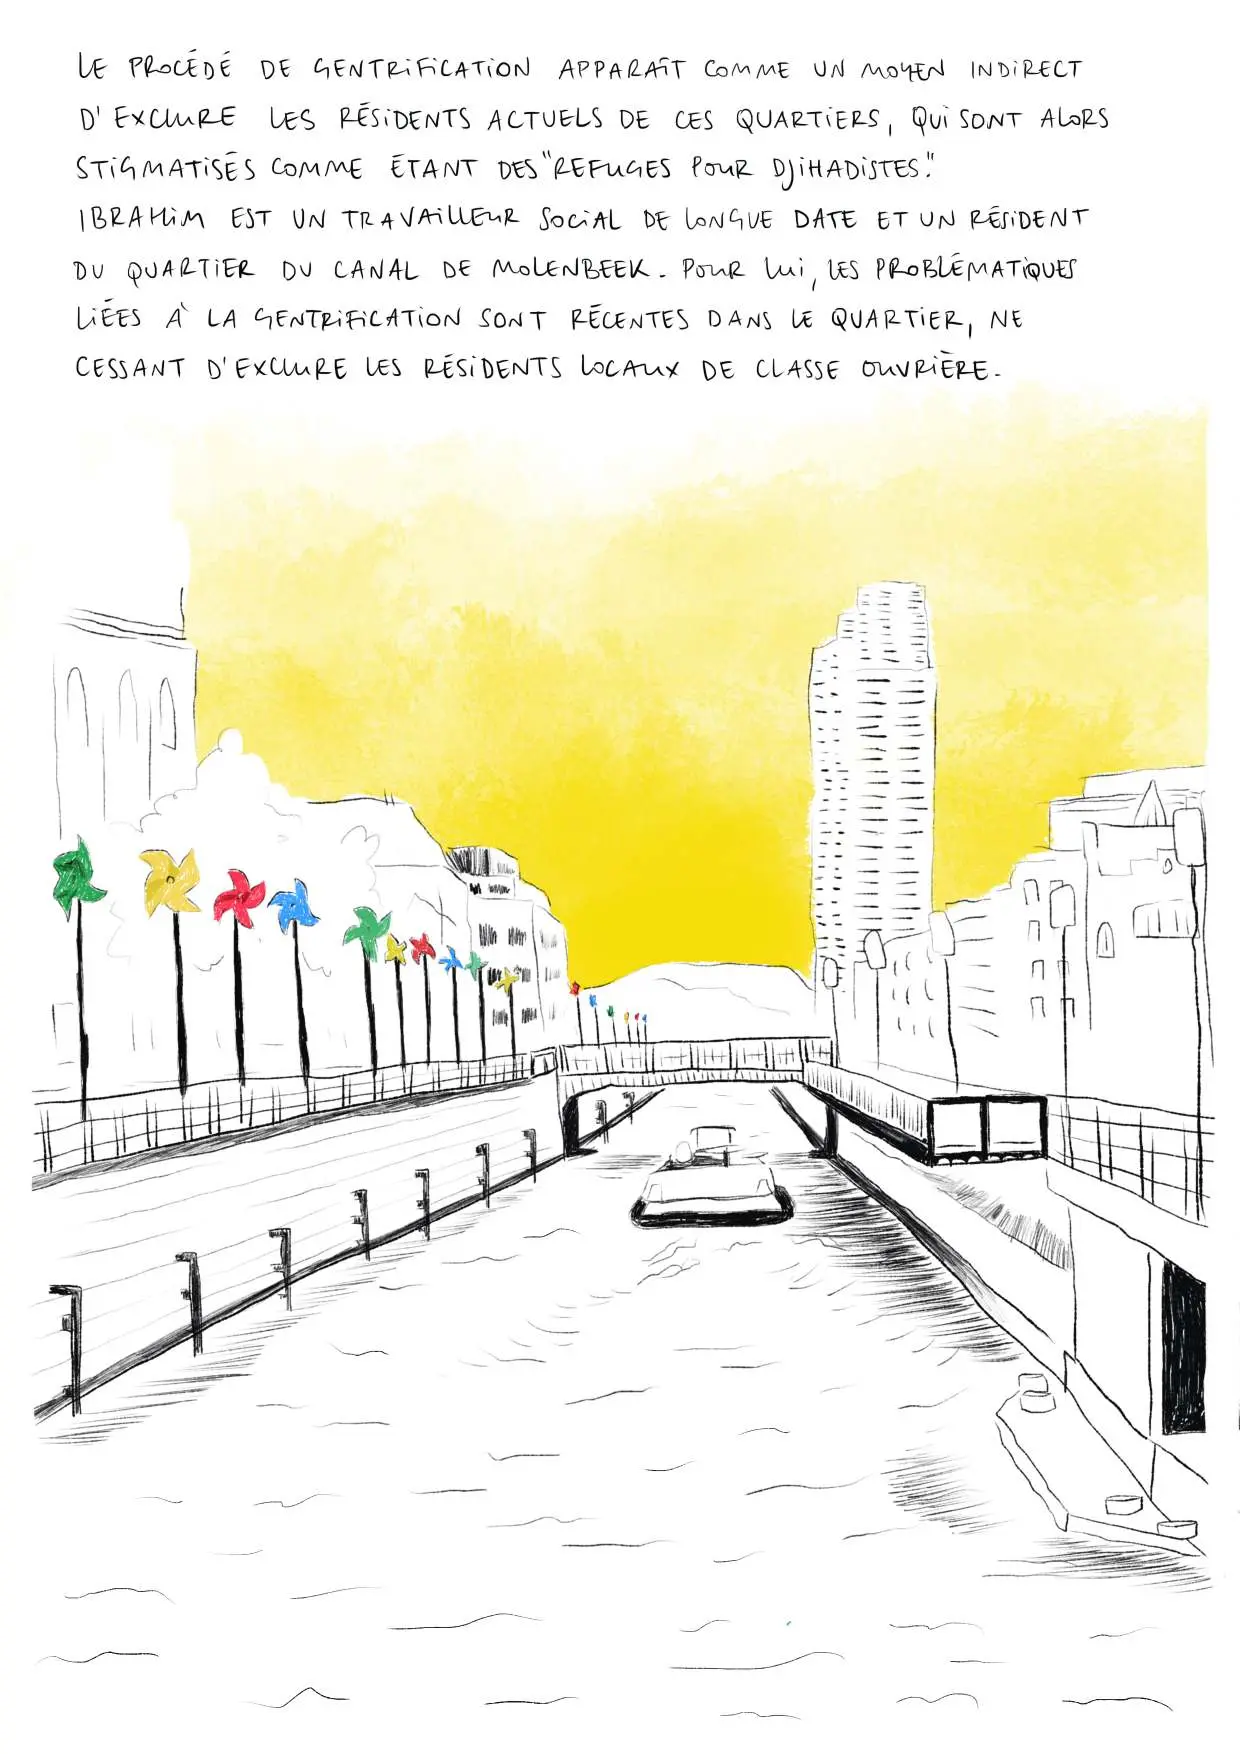 LE PROCÉDÉ DE GENTRIFICATION APPARAÎT COMME UN MOYEN INDIRECT
D'EXCLURE LES RÉSIDENTS ACTUELS DE CES QUARTIERS, QUI SONT ALORS
STIGMATISÉS COMME ÉTANT DES "REFUGES POUR DJIHADISTES."
IBRAHIM EST UN TRAVAILLEUR SOCIAL DE LONGUE DATE ET UN RÉSIDENT
DU QUARTIER DU CANAL DE MOLENBEEK. POUR LUI, LES PROBLÉMATIQUES
LIÉES À LA GENTRIFICATION SONT RÉCENTES DANS LE QUARTIER, NE
CESSANT D'EXCLURE LES RÉSIDENTS LOCAUX DE CLASSE OUVRIÈRE.